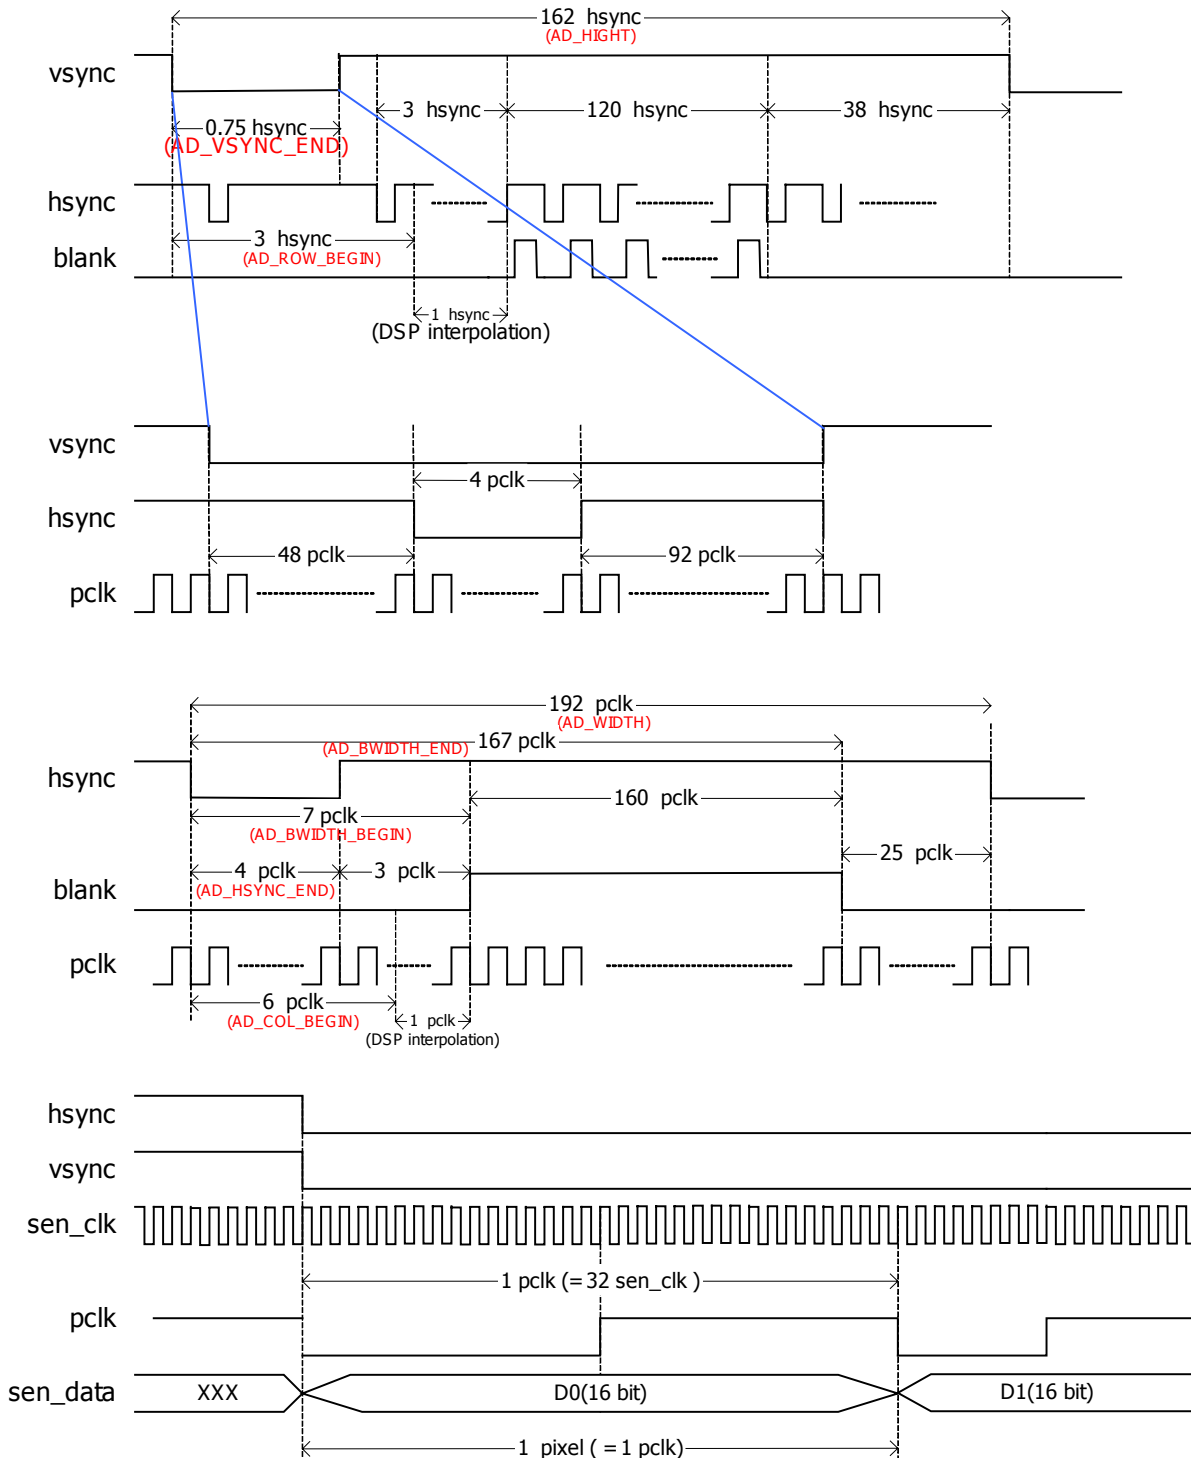 162 hsync
(AD_HIGHT)
vsync
3 hsync
120 hsync
38 hsync
0.75 hsync
(AD_VSYNC_END)
hsync
3 hsync
(AD_ROW_BEGIN)
blank
1 hsync
(DSP interpolation)
vsync
4 pclk
hsync
48 pclk
92 pclk
pclk
192 pclk
(AD_WIDTH)
(AD_BWIDTH_END)
167 pclk
hsync
160 pclk
7 pclk
(AD_BWIDTH_BEGIN)
25 pclk
4 pclk
3 pclk
(AD_HSYNC_END)
blank
pclk
6 pclk
(AD_COL_BEGIN)
1 pclk
(DSP interpolation)
hsync
vsync
sen_clk
1 pclk (=32 sen_clk )
pclk
sen_data
XXX
D0(16 bit)
D1(16 bit)
1 pixel ( =1 pclk)